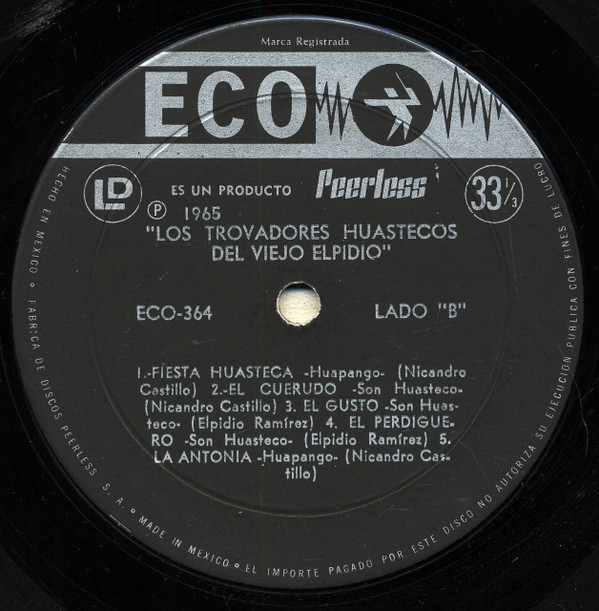 Marca Registrada
ECO
LD
ES UN PRODUCTO Peerless
33 1/3
Ⓟ 1965
"LOS TROVADORES HUASTECOS
DEL VIEJO ELPIDIO"
ECO-364
LADO "B"
1.-FIESTA HUASTECA -Huapango- (Nicandro
Castillo) 2.-EL CUERUDO -Son Huasteco-
(Nicandro Castillo) 3. EL GUSTO -Son Huas-
teco- (Elpidio Ramírez) 4. EL PERDIGUE-
RO -Son Huasteco- (Elpidio Ramírez) 5.
LA ANTONIA -Huapango- (Nicandro Cas-
tillo)
HECHO EN MEXICO • FABRICA DE DISCOS PEERLESS S. A. • MADE IN MEXICO • EL IMPORTE PAGADO POR ESTE DISCO NO AUTORIZA SU EJECUCION PUBLICA CON FINES DE LUCRO